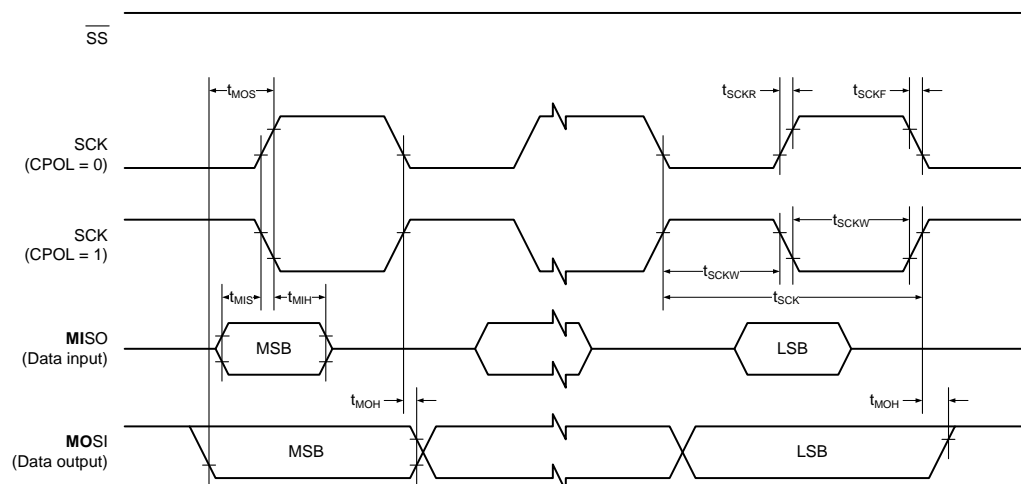 SS
tMOS
tSCKR
tSCKF
SCK
(CPOL = 0)
SCK
(CPOL = 1)
tSCKW
tSCKW
tMIS
tMIH
tSCK
MISO
(Data input)
MSB
LSB
tMOH
tMOH
MOSI
(Data output)
MSB
LSB